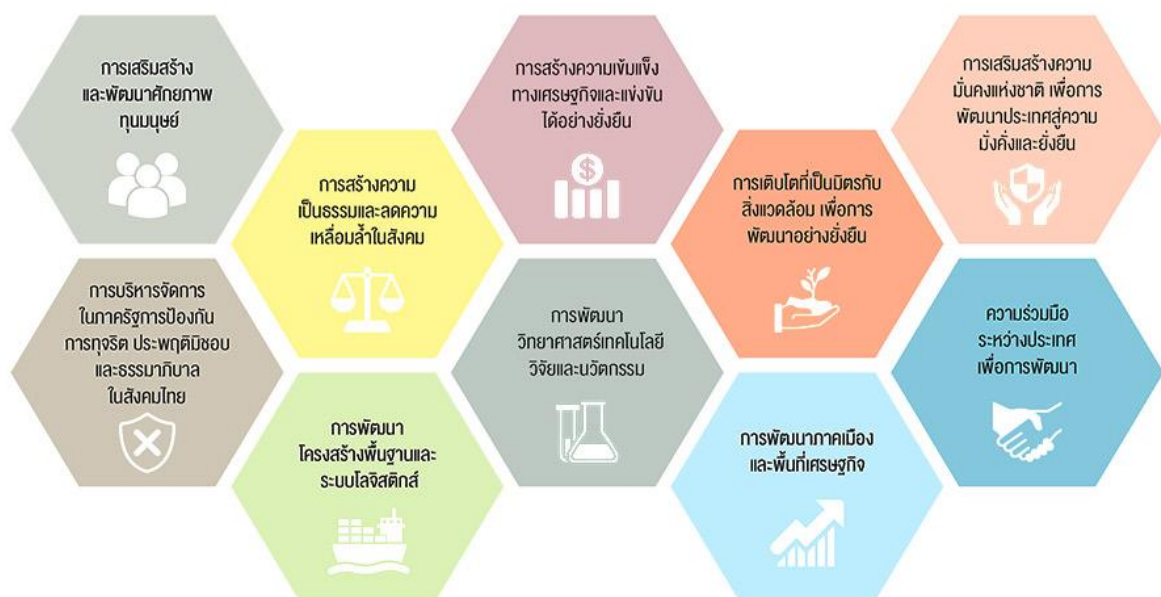 การเสริมสร้าง
และพัฒนาศักยภาพ
ทุนมนุษย์
การสร้างความ
เป็นธรรมและลดความ
เหลื่อมล้ำในสังคม
การสร้างความเข้มแข็ง
ทางเศรษฐกิจและแข่งขัน
ได้อย่างยั่งยืน
การเติบโตที่เป็นมิตรกับ
สิ่งแวดล้อม เพื่อการ
พัฒนาอย่างยั่งยืน
การเสริมสร้างความ
มั่นคงแห่งชาติ เพื่อการ
พัฒนาประเทศสู่ความ
มั่งคั่งและยั่งยืน
การบริหารจัดการ
ในภาครัฐการป้องกัน
การทุจริต ประพฤติมิชอบ
และธรรมาภิบาล
ในสังคมไทย
การพัฒนา
โครงสร้างพื้นฐานและ
ระบบโลจิสติกส์
การพัฒนา
วิทยาศาสตร์เทคโนโลยี
วิจัยและนวัตกรรม
การพัฒนาภาคเมือง
และพื้นที่เศรษฐกิจ
ความร่วมมือ
ระหว่างประเทศ
เพื่อการพัฒนา
$